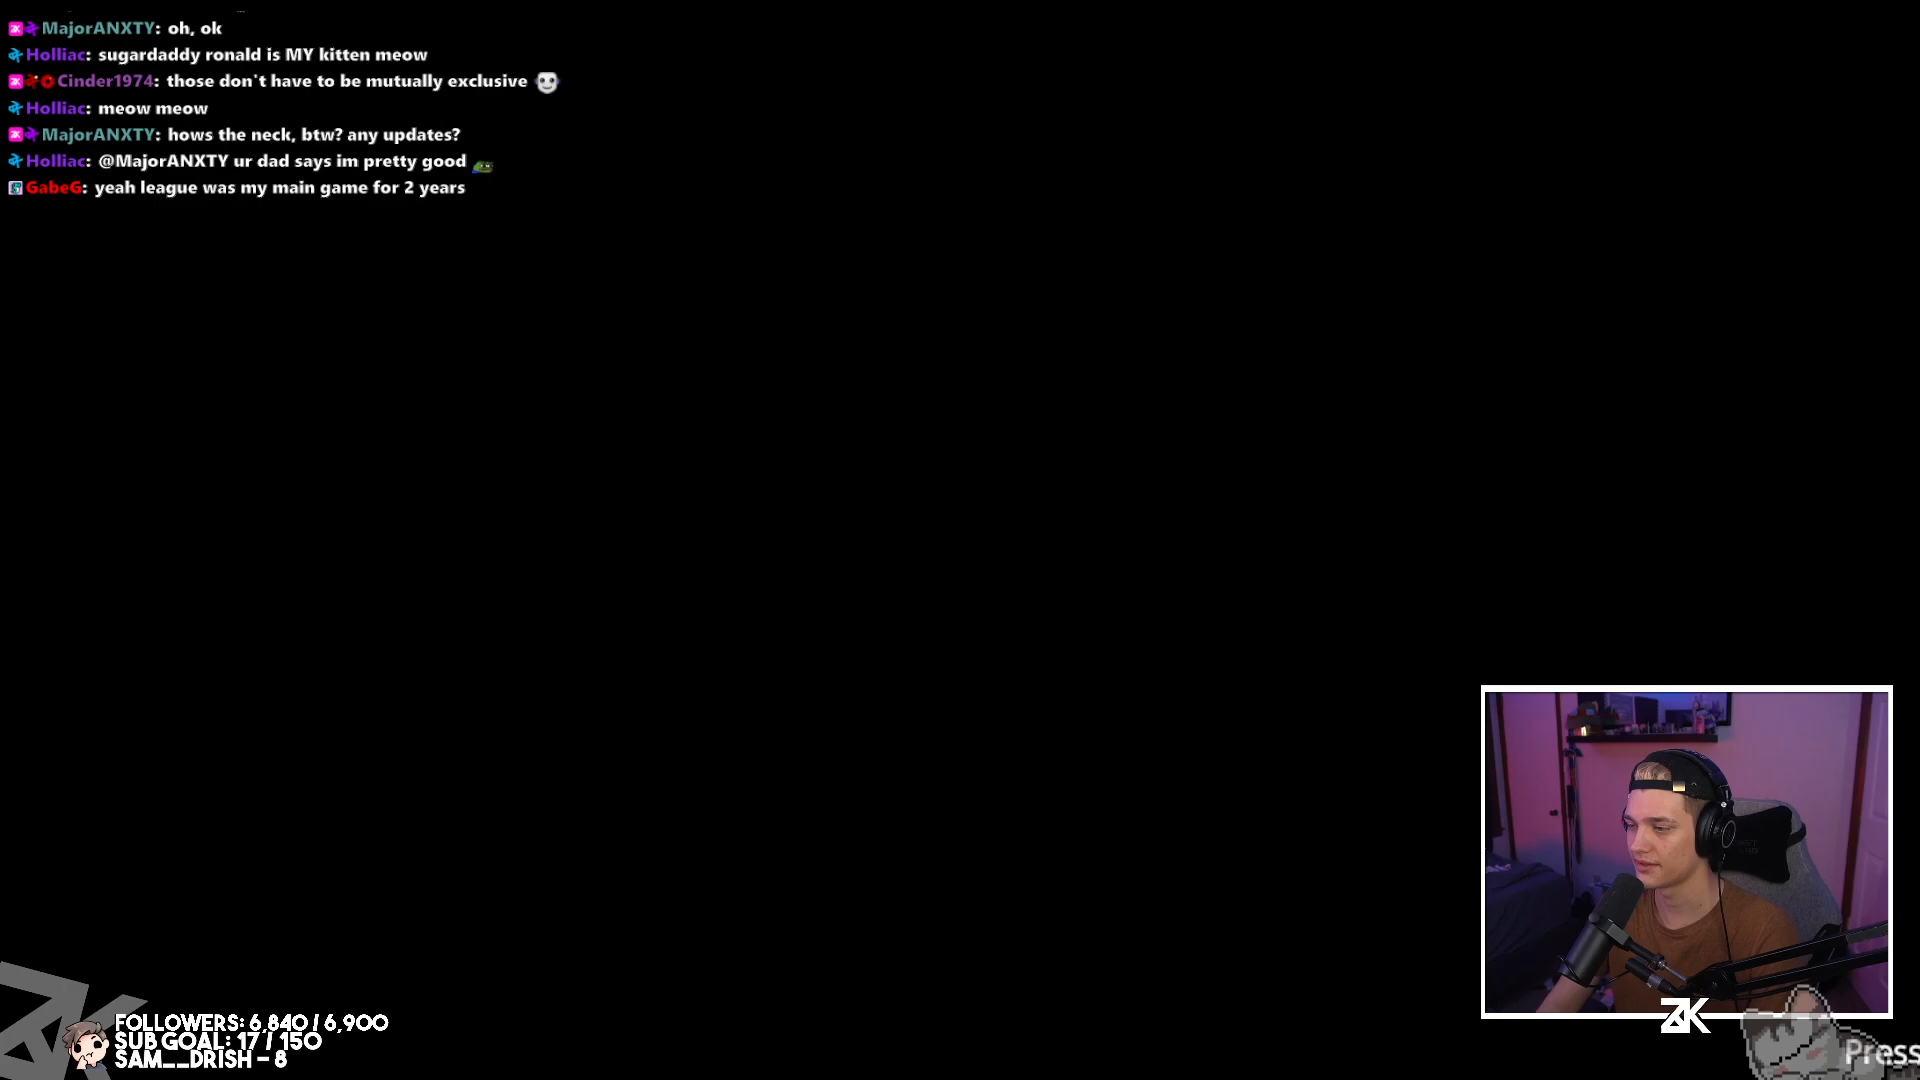 MajorANXTY: oh, ok
Holliac: sugardaddy ronald is MY kitten meow
Cinder1974: those don't have to be mutually exclusive
Holliac: meow meow
MajorANXTY: hows the neck, btw? any updates?
Holliac: @MajorANXTY ur dad says im pretty good
GabeG: yeah league was my main game for 2 years
FOLLOWERS: 6,840 / 6,900
SUB GOAL: 17 / 150
SAM__DRISH - 8
ZK
Press